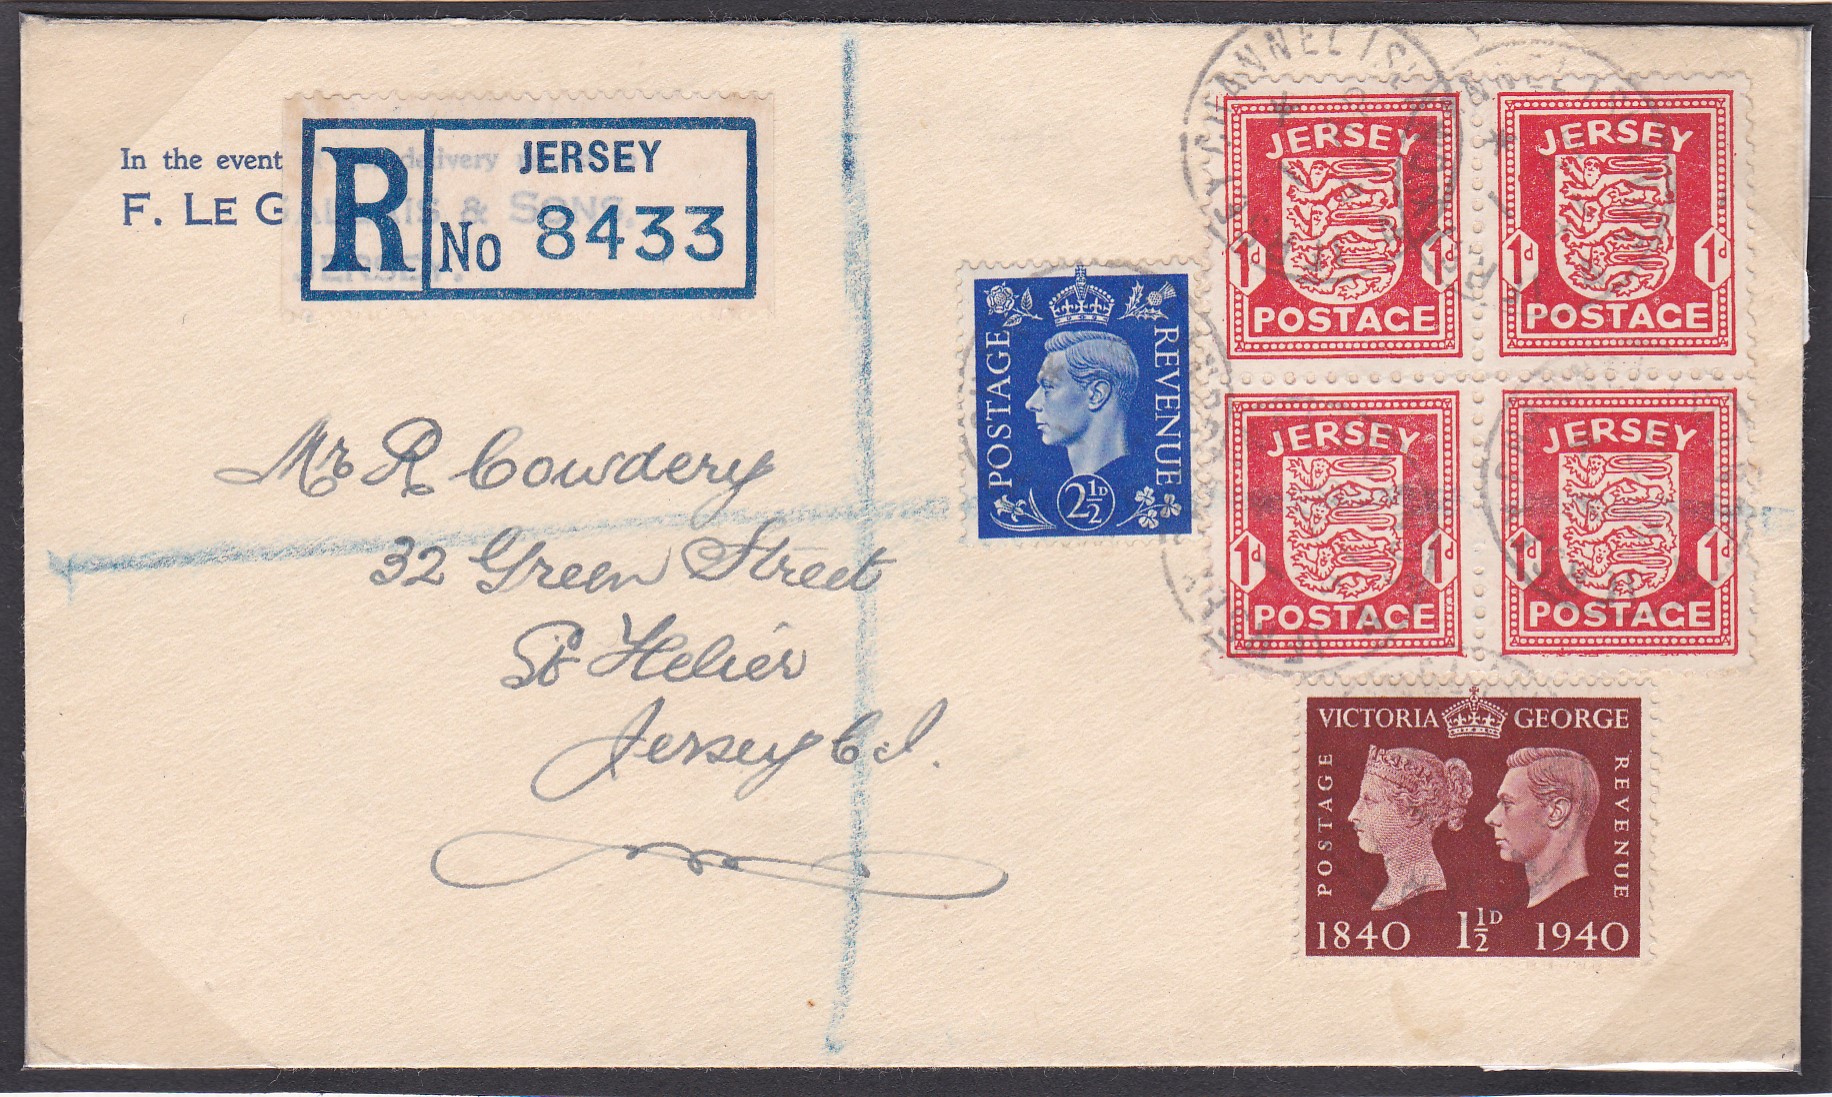 In the event
F. LE G
R
JERSEY
No 8433
JERSEY
1d 1d
POSTAGE
JERSEY
1d 1d
POSTAGE
POSTAGE
REVENUE
2½D
JERSEY
1d 1d
POSTAGE
JERSEY
1d 1d
POSTAGE
Mr R Cowdery
32 Green Street
St Helier
Jersey C.I.
VICTORIA GEORGE
POSTAGE
REVENUE
1840 1½D 1940